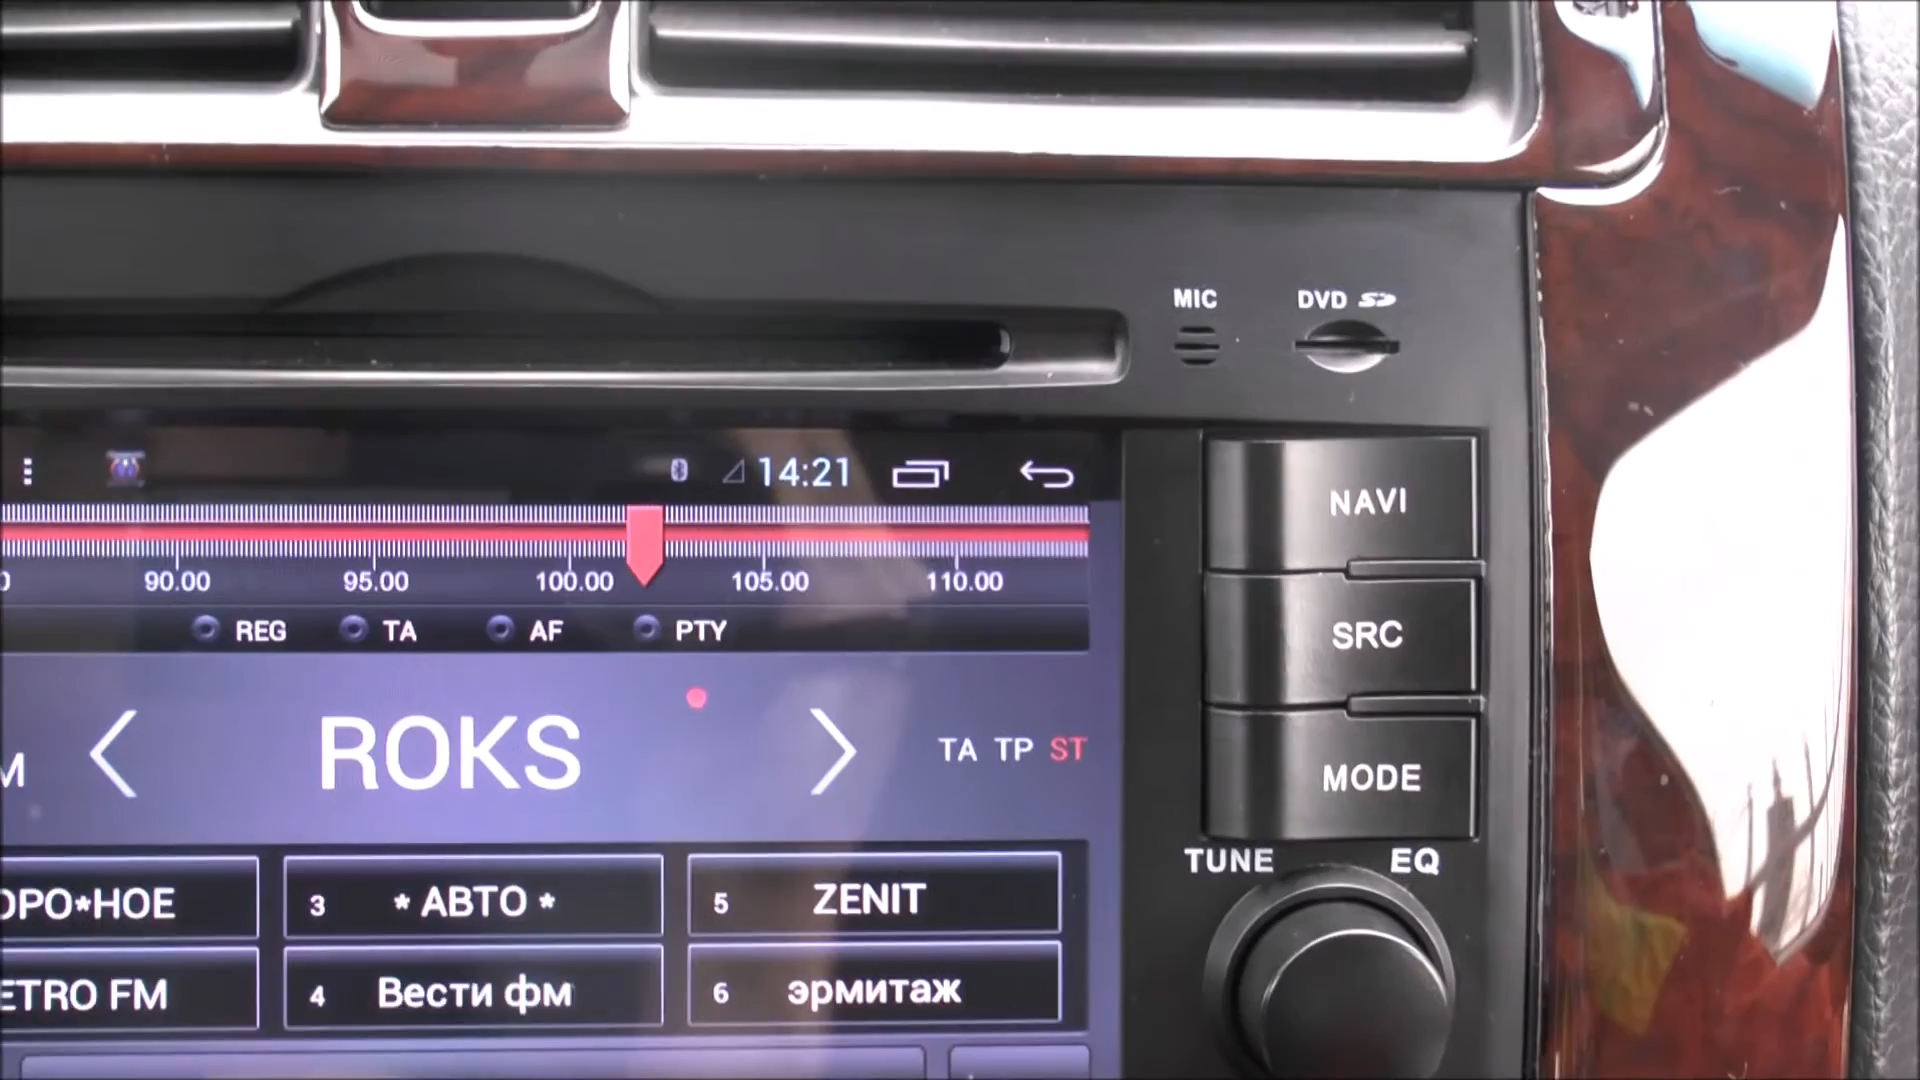 MIC
DVD
14:21
NAVI
90.00 95.00 100.00 105.00 110.00
REG TA AF PTY
SRC
ROKS
TA TP ST
MODE
TUNE EQ
3 * АВТО *
5 ZENIT
4 Вести фм
6 эрмитаж
FM